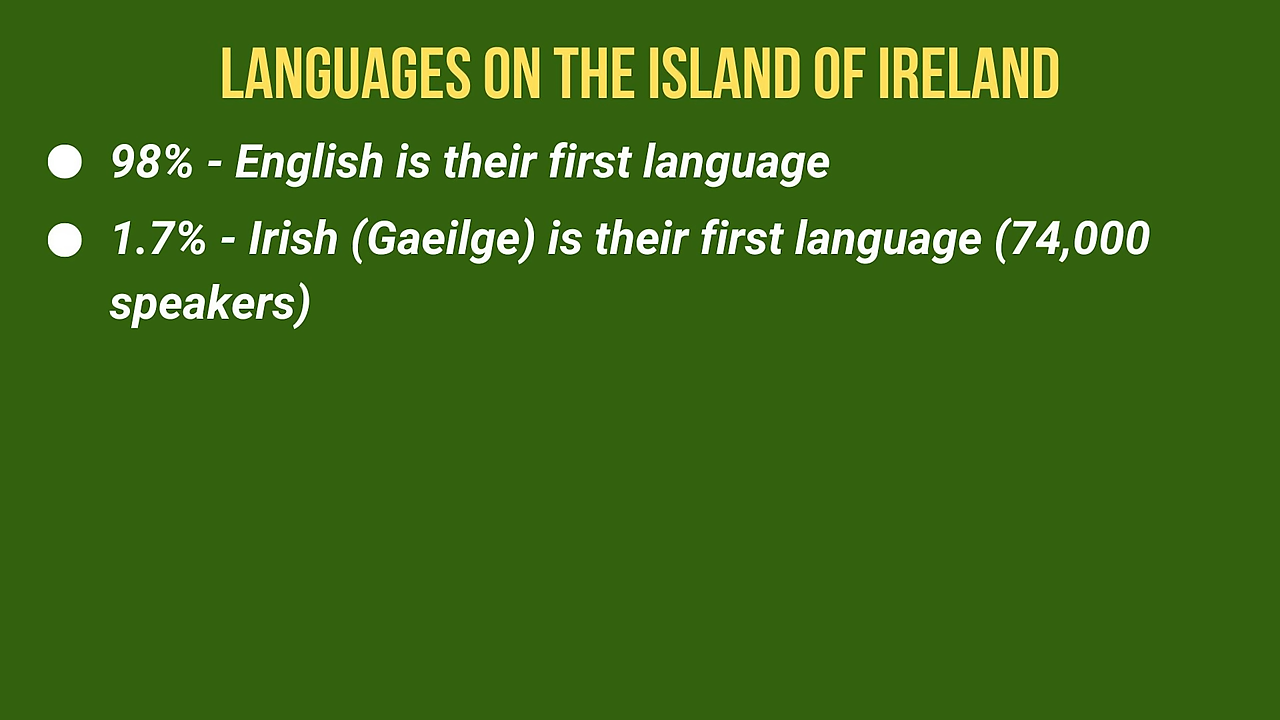 LANGUAGES ON THE ISLAND OF IRELAND
● 98% - English is their first language
● 1.7% - Irish (Gaeilge) is their first language (74,000
speakers)